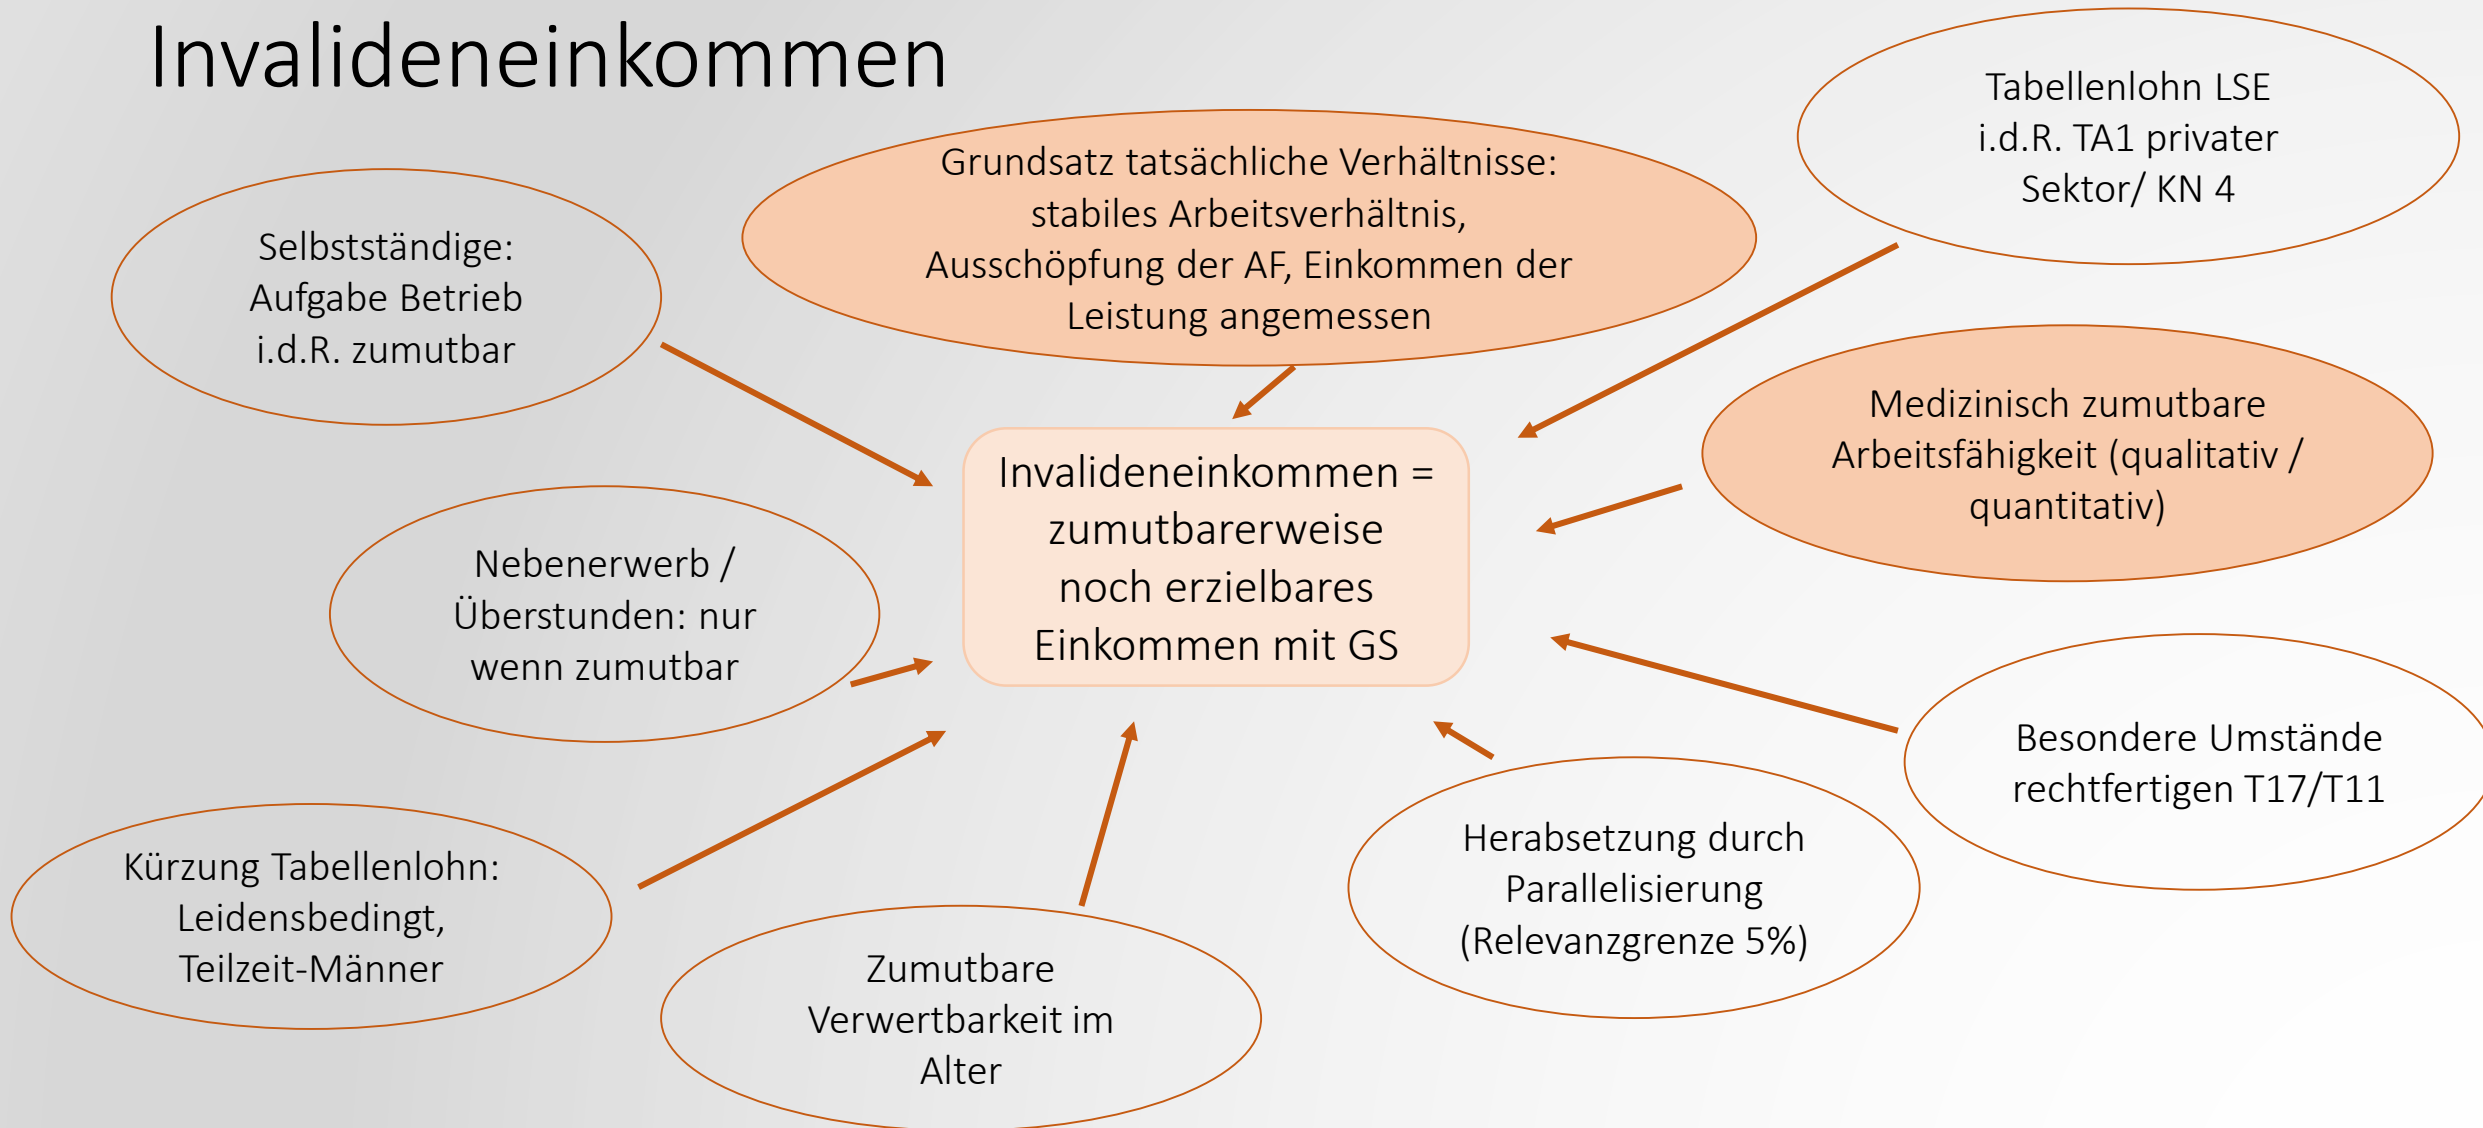 Invalideneinkommen
Tabellenlohn LSE
i.d.R. TA1 privater
Sektor/ KN 4
Grundsatz tatsächliche Verhältnisse:
stabiles Arbeitsverhältnis,
Ausschöpfung der AF, Einkommen der
Leistung angemessen
Selbstständige:
Aufgabe Betrieb
i.d.R. zumutbar
Medizinisch zumutbare
Arbeitsfähigkeit (qualitativ /
quantitativ)
Invalideneinkommen =
zumutbarerweise
noch erzielbares
Einkommen mit GS
Nebenerwerb /
Überstunden: nur
wenn zumutbar
Besondere Umstände
rechtfertigen T17/T11
Herabsetzung durch
Parallelisierung
(Relevanzgrenze 5%)
Kürzung Tabellenlohn:
Leidensbedingt,
Teilzeit-Männer
Zumutbare
Verwertbarkeit im
Alter